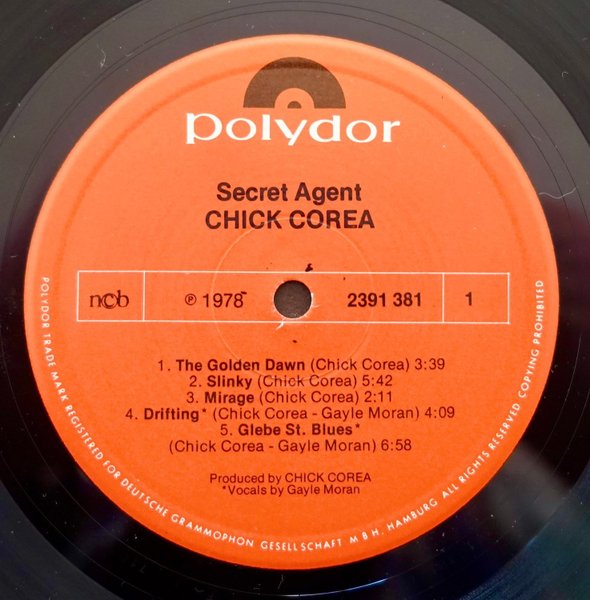 polydor
Secret Agent
CHICK COREA
ncb ℗ 1978 2391 381 1
1. The Golden Dawn (Chick Corea) 3:39
2. Slinky (Chick Corea) 5:42
3. Mirage (Chick Corea) 2:11
4. Drifting* (Chick Corea - Gayle Moran) 4:09
5. Glebe St. Blues*
(Chick Corea - Gayle Moran) 6:58
Produced by CHICK COREA
*Vocals by Gayle Moran
POLYDOR TRADE MARK REGISTERED FOR DEUTSCHE GRAMMOPHON GESELLSCHAFT M B H. HAMBURG ALL RIGHTS RESERVED COPYING PROHIBITED